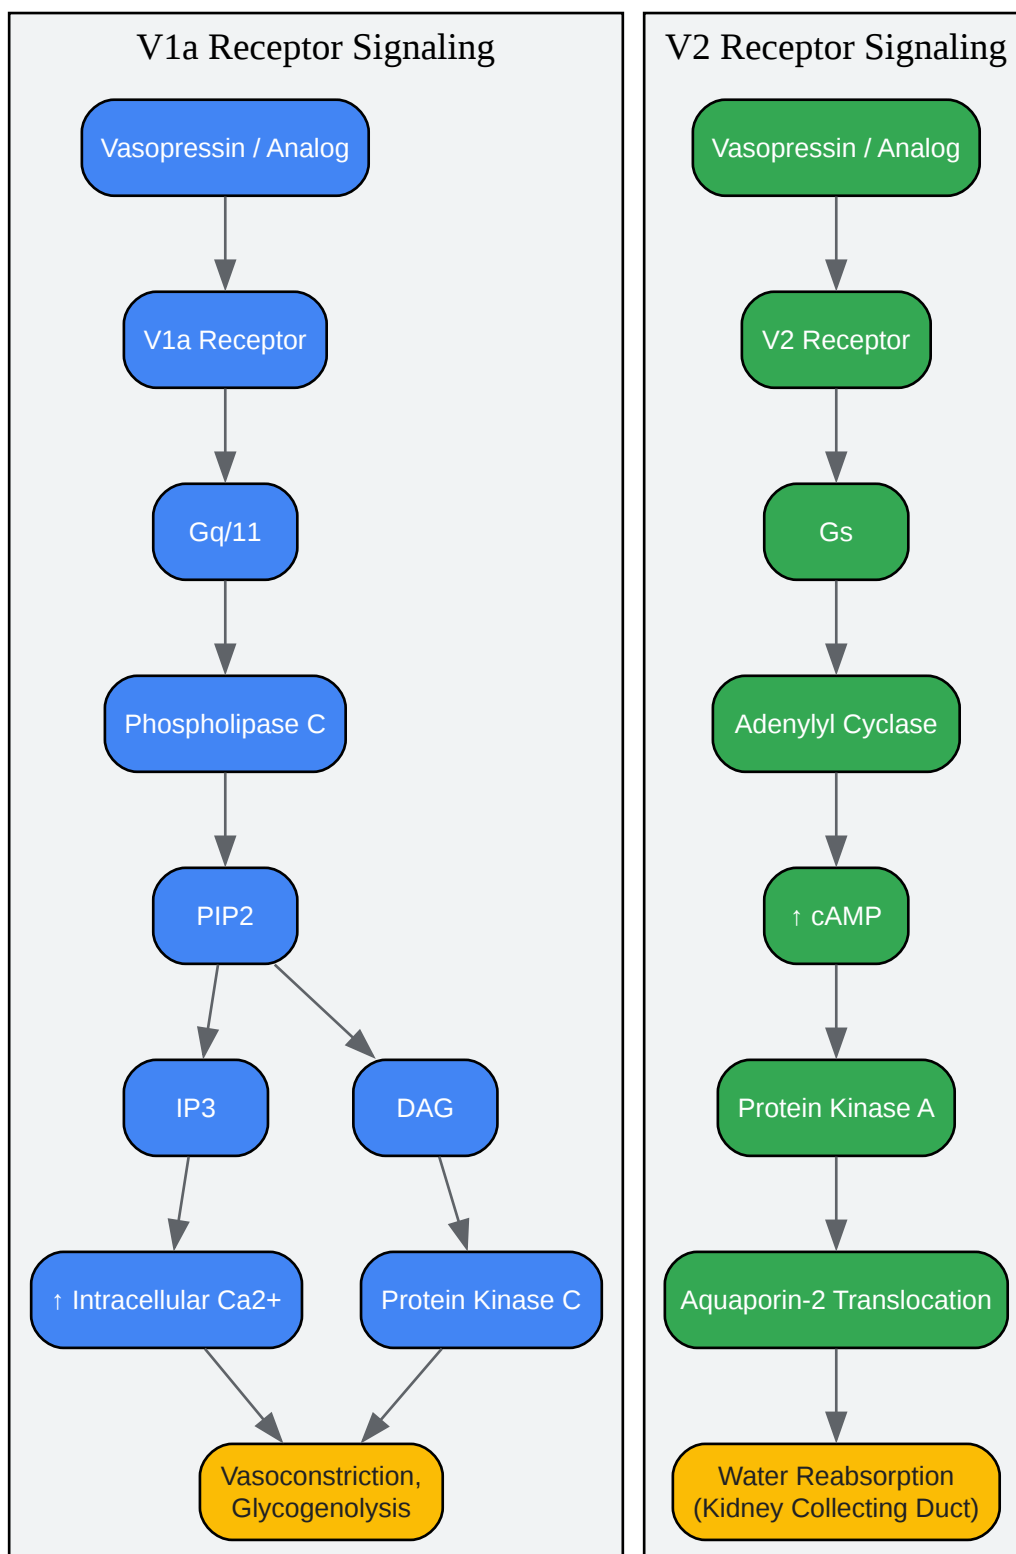 V1a Receptor Signaling
Vasopressin / Analog
V1a Receptor
Gq/11
Phospholipase C
PIP2
IP3
DAG
↑ Intracellular Ca2+
Protein Kinase C
Vasoconstriction,
Glycogenolysis
V2 Receptor Signaling
Vasopressin / Analog
V2 Receptor
Gs
Adenylyl Cyclase
↑ cAMP
Protein Kinase A
Aquaporin-2 Translocation
Water Reabsorption
(Kidney Collecting Duct)